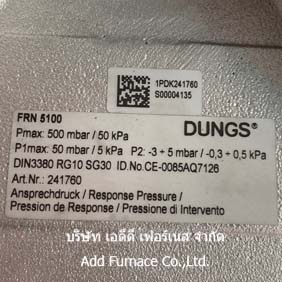 1PDK241760
S00004135
FRN 5100
DUNGS®
Pmax: 500 mbar / 50 kPa
P1max: 50 mbar / 5 kPa P2: -3 ÷ 5 mbar / -0,3 ÷ 0,5 kPa
DIN3380 RG10 SG30 ID.No.CE-0085AQ7126
Art.Nr.: 241760
Ansprechdruck / Response Pressure /
Pression de Response / Pressione di Intervento
บริษัท เอดีดี เฟอร์เนส จำกัด
Add Furnace Co.,Ltd.